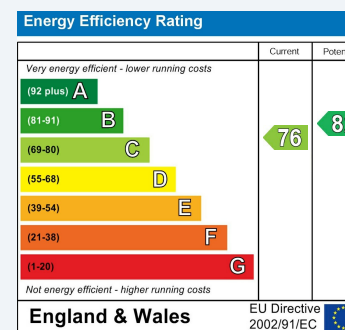 Energy Efficiency Rating
Current
Very energy efficient - lower running costs
(92 plus) A
(81-91) B
(69-80) C
(55-68) D
(39-54) E
(21-38) F
(1-20) G
76
Not energy efficient - higher running costs
England & Wales
EU Directive
2002/91/EC